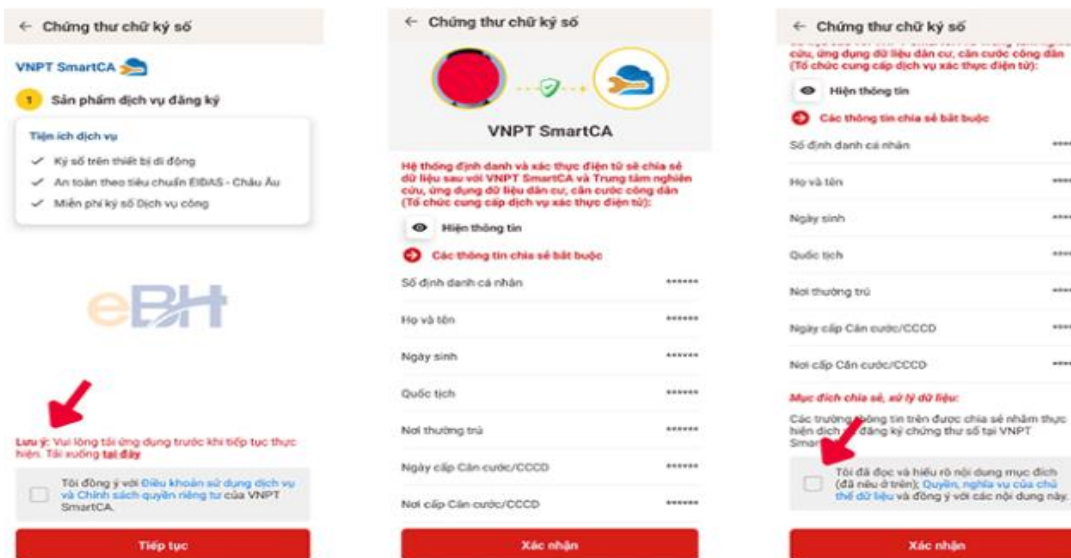 ← Chứng thư chữ ký số
VNPT SmartCA
1 Sản phẩm dịch vụ đăng ký
Tiện ích dịch vụ
Ký số trên thiết bị di động
An toàn theo tiêu chuẩn EIDAS - Châu Âu
Miễn phí ký số Dịch vụ công
eBH
Lưu ý: Vui lòng tải ứng dụng trước khi tiếp tục thực
hiện. Tải xuống tại đây
Tôi đồng ý với Điều khoản sử dụng dịch vụ
và Chính sách quyền riêng tư của VNPT
SmartCA.
Tiếp tục
← Chứng thư chữ ký số
VNPT SmartCA
Hệ thống định danh và xác thực điện tử sẽ chia sẻ
dữ liệu sau với VNPT SmartCA và Trung tâm nghiên
cứu, ứng dụng dữ liệu dân cư, căn cước công dân
(Tổ chức cung cấp dịch vụ xác thực điện tử):
Hiện thông tin
Các thông tin chia sẻ bắt buộc
Số định danh cá nhân ******
Họ và tên ******
Ngày sinh ******
Quốc tịch ******
Nơi thường trú ******
Ngày cấp Căn cước/CCCD ******
Nơi cấp Căn cước/CCCD ******
Xác nhận
← Chứng thư chữ ký số
cứu, ứng dụng dữ liệu dân cư, căn cước công dân
(Tổ chức cung cấp dịch vụ xác thực điện tử):
Hiện thông tin
Các thông tin chia sẻ bắt buộc
Số định danh cá nhân ****
Họ và tên ****
Ngày sinh ****
Quốc tịch ****
Nơi thường trú ****
Ngày cấp Căn cước/CCCD ****
Nơi cấp Căn cước/CCCD ****
Mục đích chia sẻ, xử lý dữ liệu:
Các trường thông tin trên được chia sẻ nhằm thực
hiện dịch đăng ký chứng thư số tại VNPT
Smar
Tôi đã đọc và hiểu rõ nội dung mục đích
(đã nêu ở trên); Quyền, nghĩa vụ của chủ
thể dữ liệu và đồng ý với các nội dung này.
Xác nhận